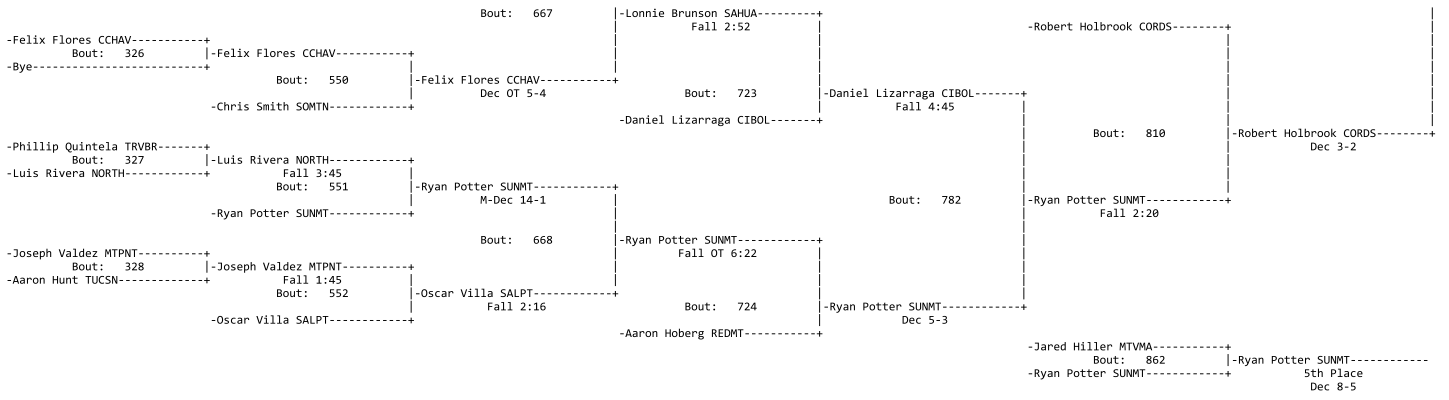 Bout:   667         |-Lonnie Brunson SAHUA---------+                                                                                            |
|          Fall 2:52           |                               -Robert Holbrook CORDS--------+                              |
-Felix Flores CCHAV-----------+                                                             |                              |                                                            |                              |
Bout:   326         |-Felix Flores CCHAV-----------+                              |                              |                                                            |                              |
-Bye--------------------------+                              |                              |                              |                                                            |                              |
Bout:   550         |-Felix Flores CCHAV-----------+                              |                                                            |                              |
|          Dec OT 5-4                    Bout:   723         |-Daniel Lizarraga CIBOL-------+                             |                              |
-Chris Smith SOMTN------------+                                                             |          Fall 4:45           |                             |                              |
-Daniel Lizarraga CIBOL-------+                              |                             |                              |
|          Bout:   810         |-Robert Holbrook CORDS--------+
-Phillip Quintela TRVBR-------+                                                                                                                          |                             |          Dec 3-2
Bout:   327         |-Luis Rivera NORTH------------+                                                                                           |                             |
-Luis Rivera NORTH------------+          Fall 3:45           |                                                                                           |                             |
Bout:   551         |-Ryan Potter SUNMT------------+                                                            |                             |
|          M-Dec 14-1          |                                        Bout:   782         |-Ryan Potter SUNMT------------+
-Ryan Potter SUNMT------------+                              |                                                            |          Fall 2:20
|                                                            |
Bout:   668         |-Ryan Potter SUNMT------------+                              |
-Joseph Valdez MTPNT----------+                                                             |          Fall OT 6:22        |                              |
Bout:   328         |-Joseph Valdez MTPNT----------+                              |                              |                              |
-Aaron Hunt TUCSN-------------+          Fall 1:45           |                              |                              |                              |
Bout:   552         |-Oscar Villa SALPT------------+                              |                              |
|          Fall 2:16                     Bout:   724         |-Ryan Potter SUNMT------------+
-Oscar Villa SALPT------------+                                                             |          Dec 5-3
-Aaron Hoberg REDMT-----------+
-Jared Hiller MTVMA-----------+
Bout:   862         |-Ryan Potter SUNMT------------
-Ryan Potter SUNMT------------+          5th Place
Dec 8-5